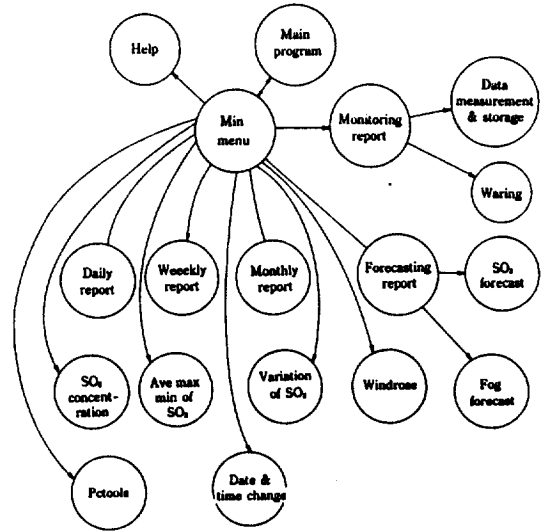 Help
Main
program
Min
menu
Monitoring
report
Data
measurement
& storage
Waring
Daily
report
Weeekly
report
Monthly
report
Forecasting
report
SO₂
forecast
SO₂
concent-
ration
Ave max
min of
SO₂
Variation
of SO₂
Windrose
Fog
forecast
Pctools
Date &
time change